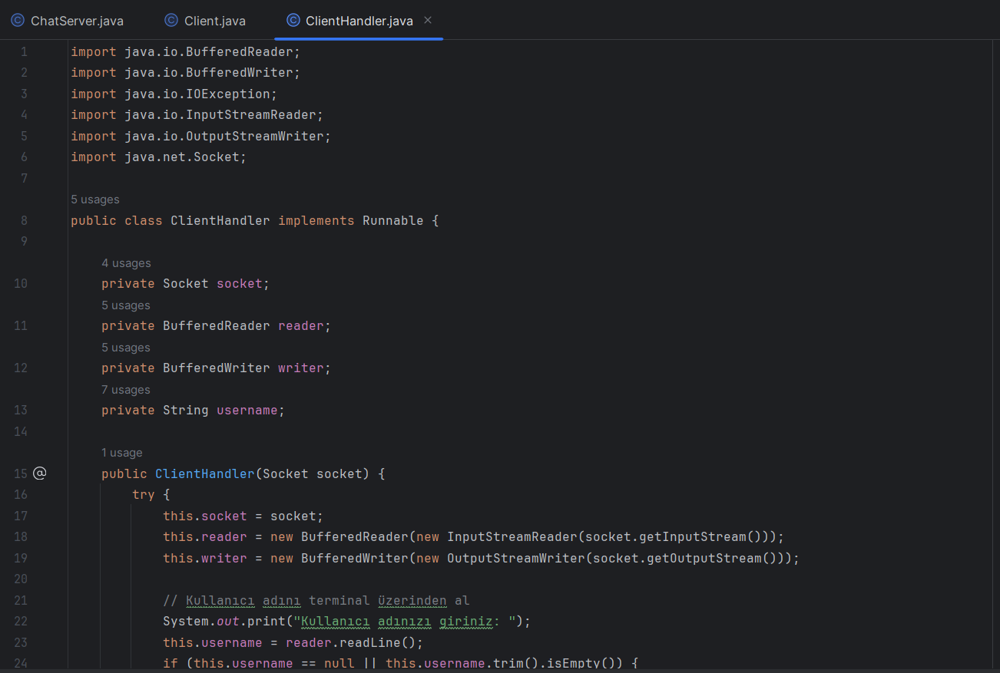 ChatServer.java Client.java ClientHandler.java
1 import java.io.BufferedReader;
2 import java.io.BufferedWriter;
3 import java.io.IOException;
4 import java.io.InputStreamReader;
5 import java.io.OutputStreamWriter;
6 import java.net.Socket;
7
5 usages
8 public class ClientHandler implements Runnable {
9
4 usages
10 private Socket socket;
5 usages
11 private BufferedReader reader;
5 usages
12 private BufferedWriter writer;
7 usages
13 private String username;
14
1 usage
15 @ public ClientHandler(Socket socket) {
16 try {
17 this.socket = socket;
18 this.reader = new BufferedReader(new InputStreamReader(socket.getInputStream()));
19 this.writer = new BufferedWriter(new OutputStreamWriter(socket.getOutputStream()));
20
21 // Kullanıcı adını terminal üzerinden al
22 System.out.print("Kullanıcı adınızı giriniz: ");
23 this.username = reader.readLine();
24 if (this.username == null || this.username.trim().isEmpty()) {